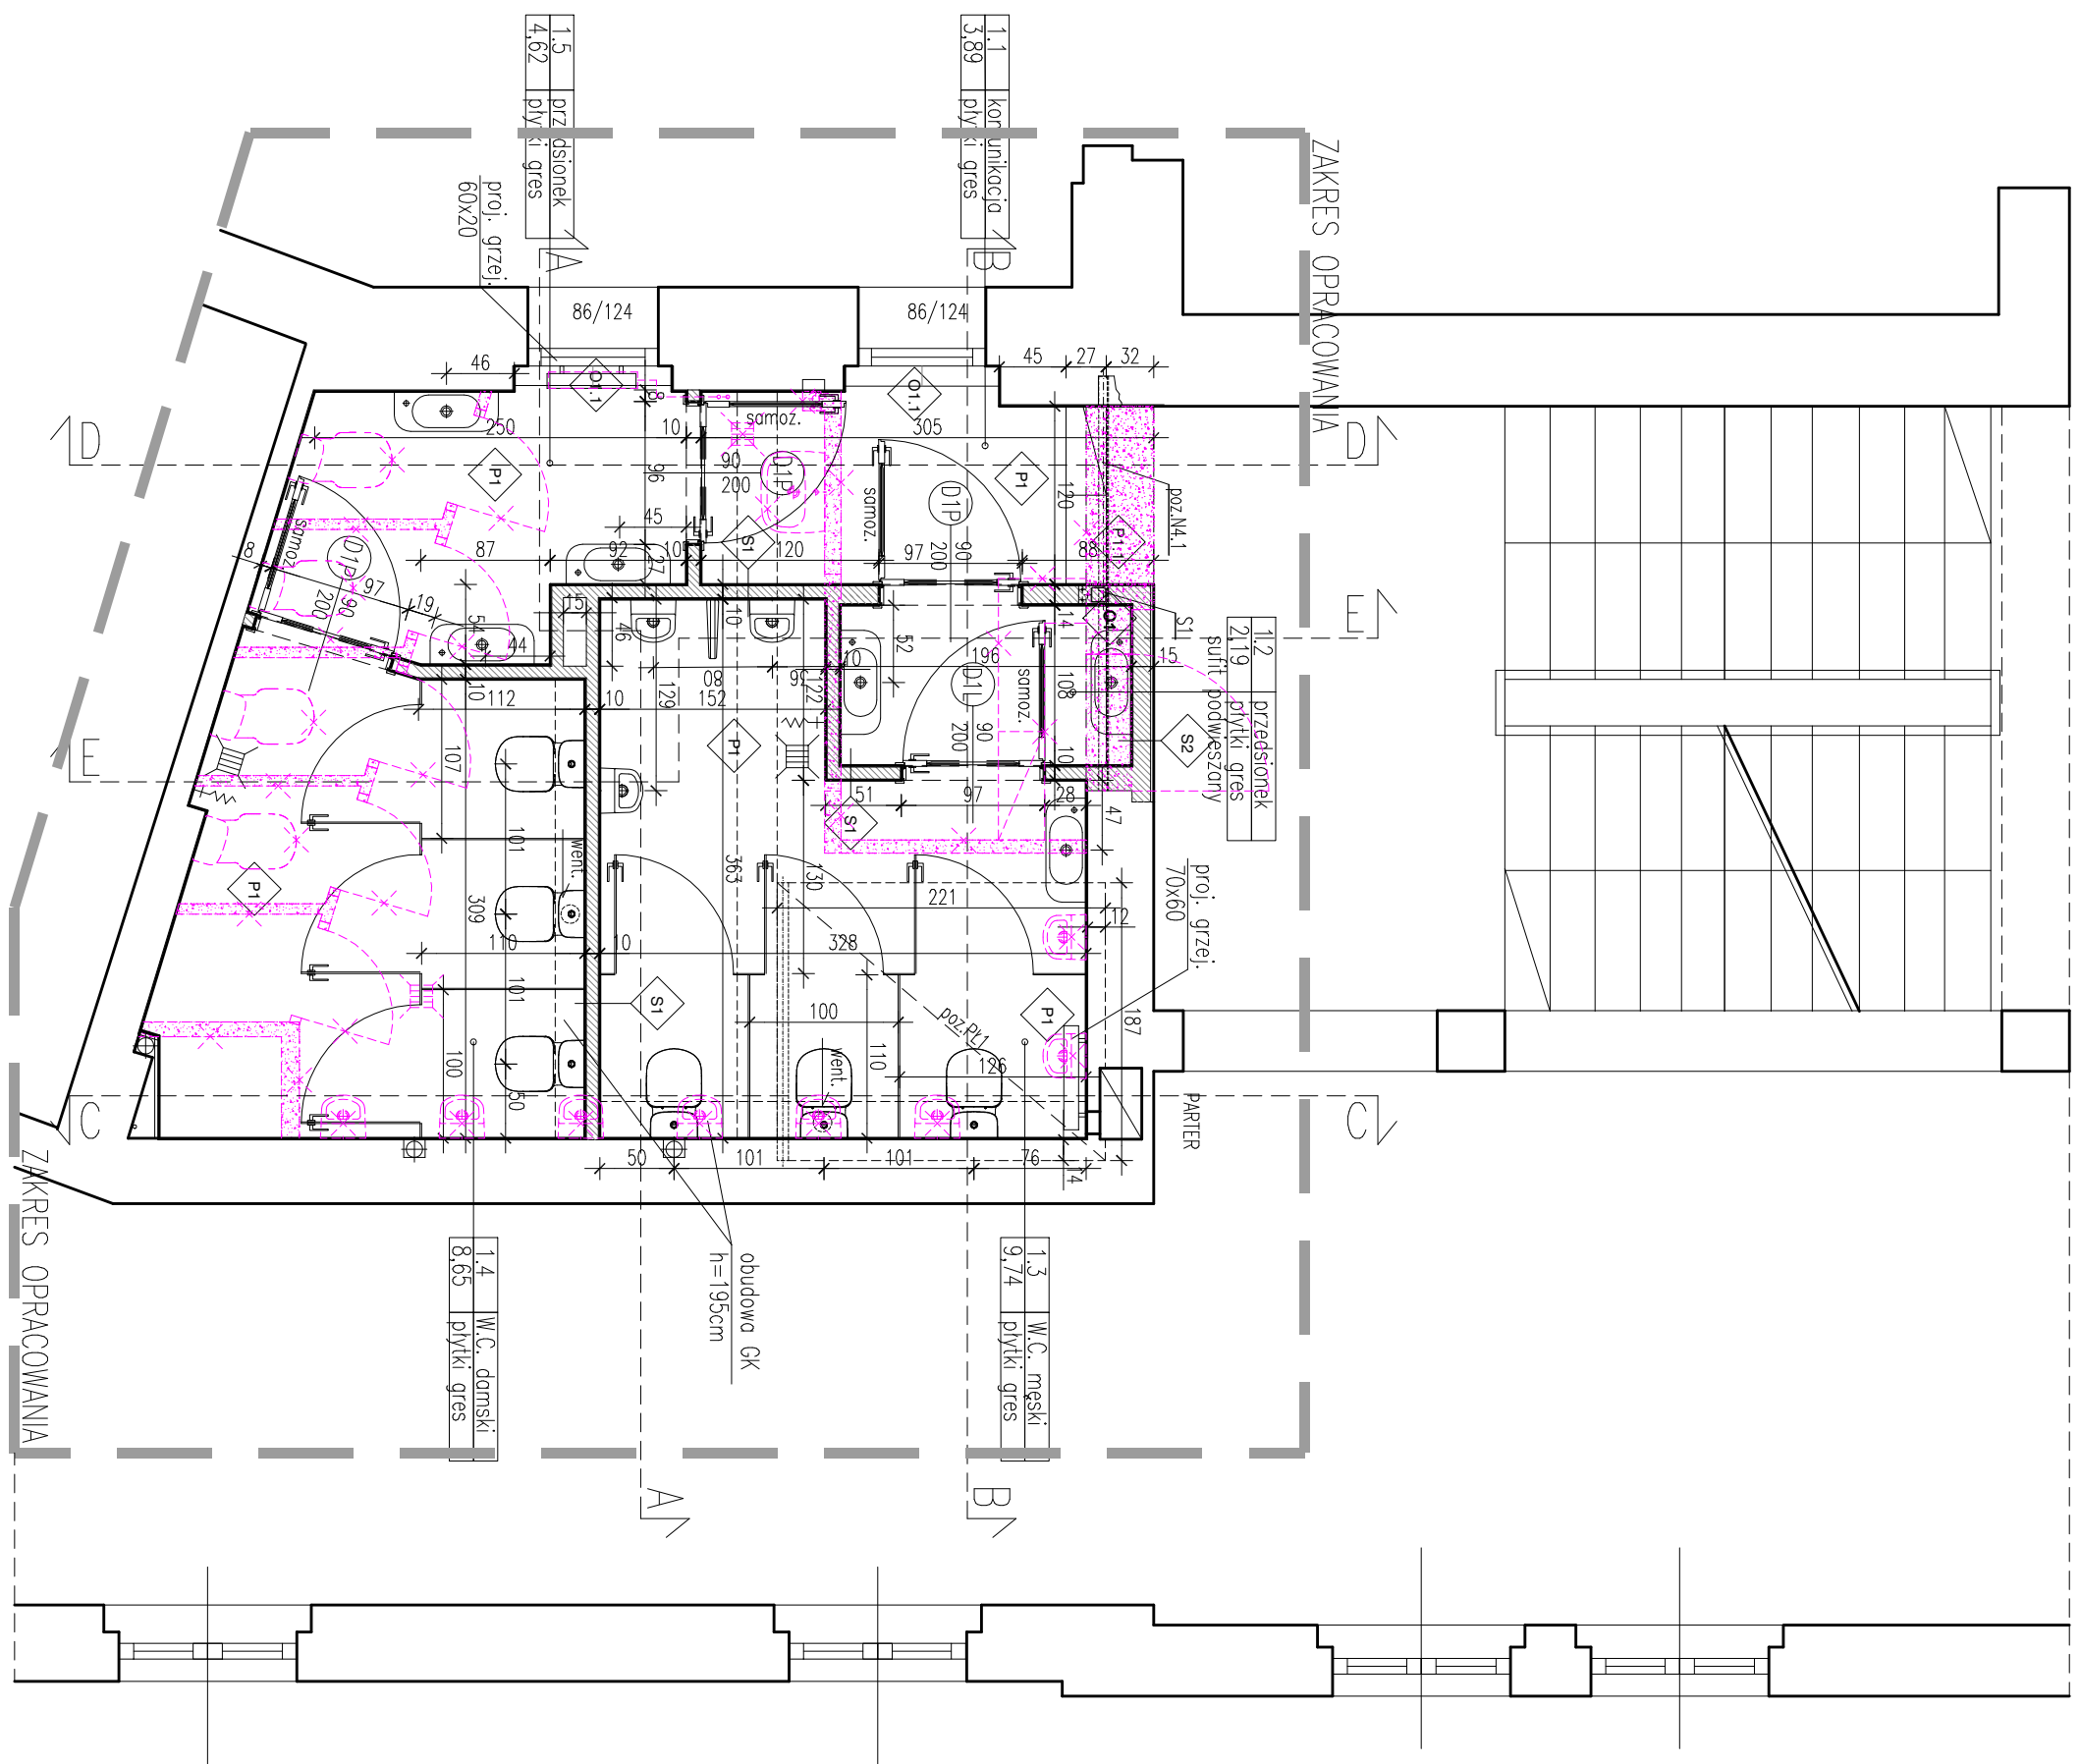 1.5 przedsionek
4,62 płytki gres
1.1 komunikacja
3,89 płytki gres
ZAKRES OPRACOWANIA
proj. grzej.
60x20
A
B
86/124
86/124
46
O1.1
O1.1
45
27
32
8
samoz.
250
10
305
D
D
P1
90
200
D1P
96
samoz.
D1P
90
200
P1
120
poz.N4.1
P1.1
45
S1
87
92
10
120
97
88
27
8
samoz.
D1P
90
200
97
19
54
44
15
46
10
14
S1
O1
E
E
1.2 przedsionek
2,19 płytki gres
sufit podwieszany
52
10
196
15
80
36
129
122
D1L
90
200
samoz.
108
S2
10
112
10
152
P1
107
10
51
97
28
47
S1
101
went.
363
130
221
12
proj. grzej.
70x60
P1
309
110
10
328
101
S1
100
110
poz.PŁ1
P1
187
126
went.
100
50
C
C
PARTER
50
101
101
76
14
ZAKRES OPRACOWANIA
obudowa GK
h=195cm
1.4 W.C. damski
8,65 płytki gres
1.3 W.C. męski
9,74 płytki gres
A
B